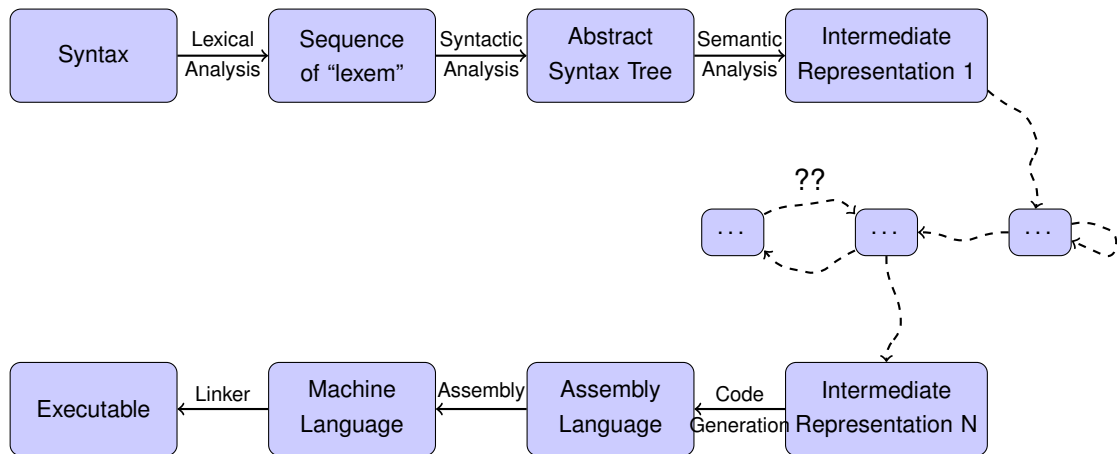 Syntax
Lexical
Analysis
Sequence
of “lexem”
Syntactic
Analysis
Abstract
Syntax Tree
Semantic
Analysis
Intermediate
Representation 1
??
...
...
...
Executable
Linker
Machine
Language
Assembly
Assembly
Language
Code
Generation
Intermediate
Representation N